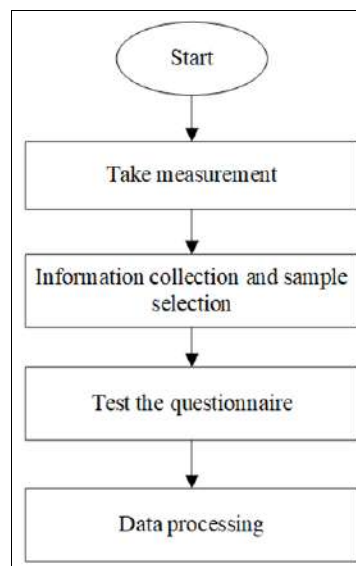 Start
Take measurement
Information collection and sample
selection
Test the questionnaire
Data processing